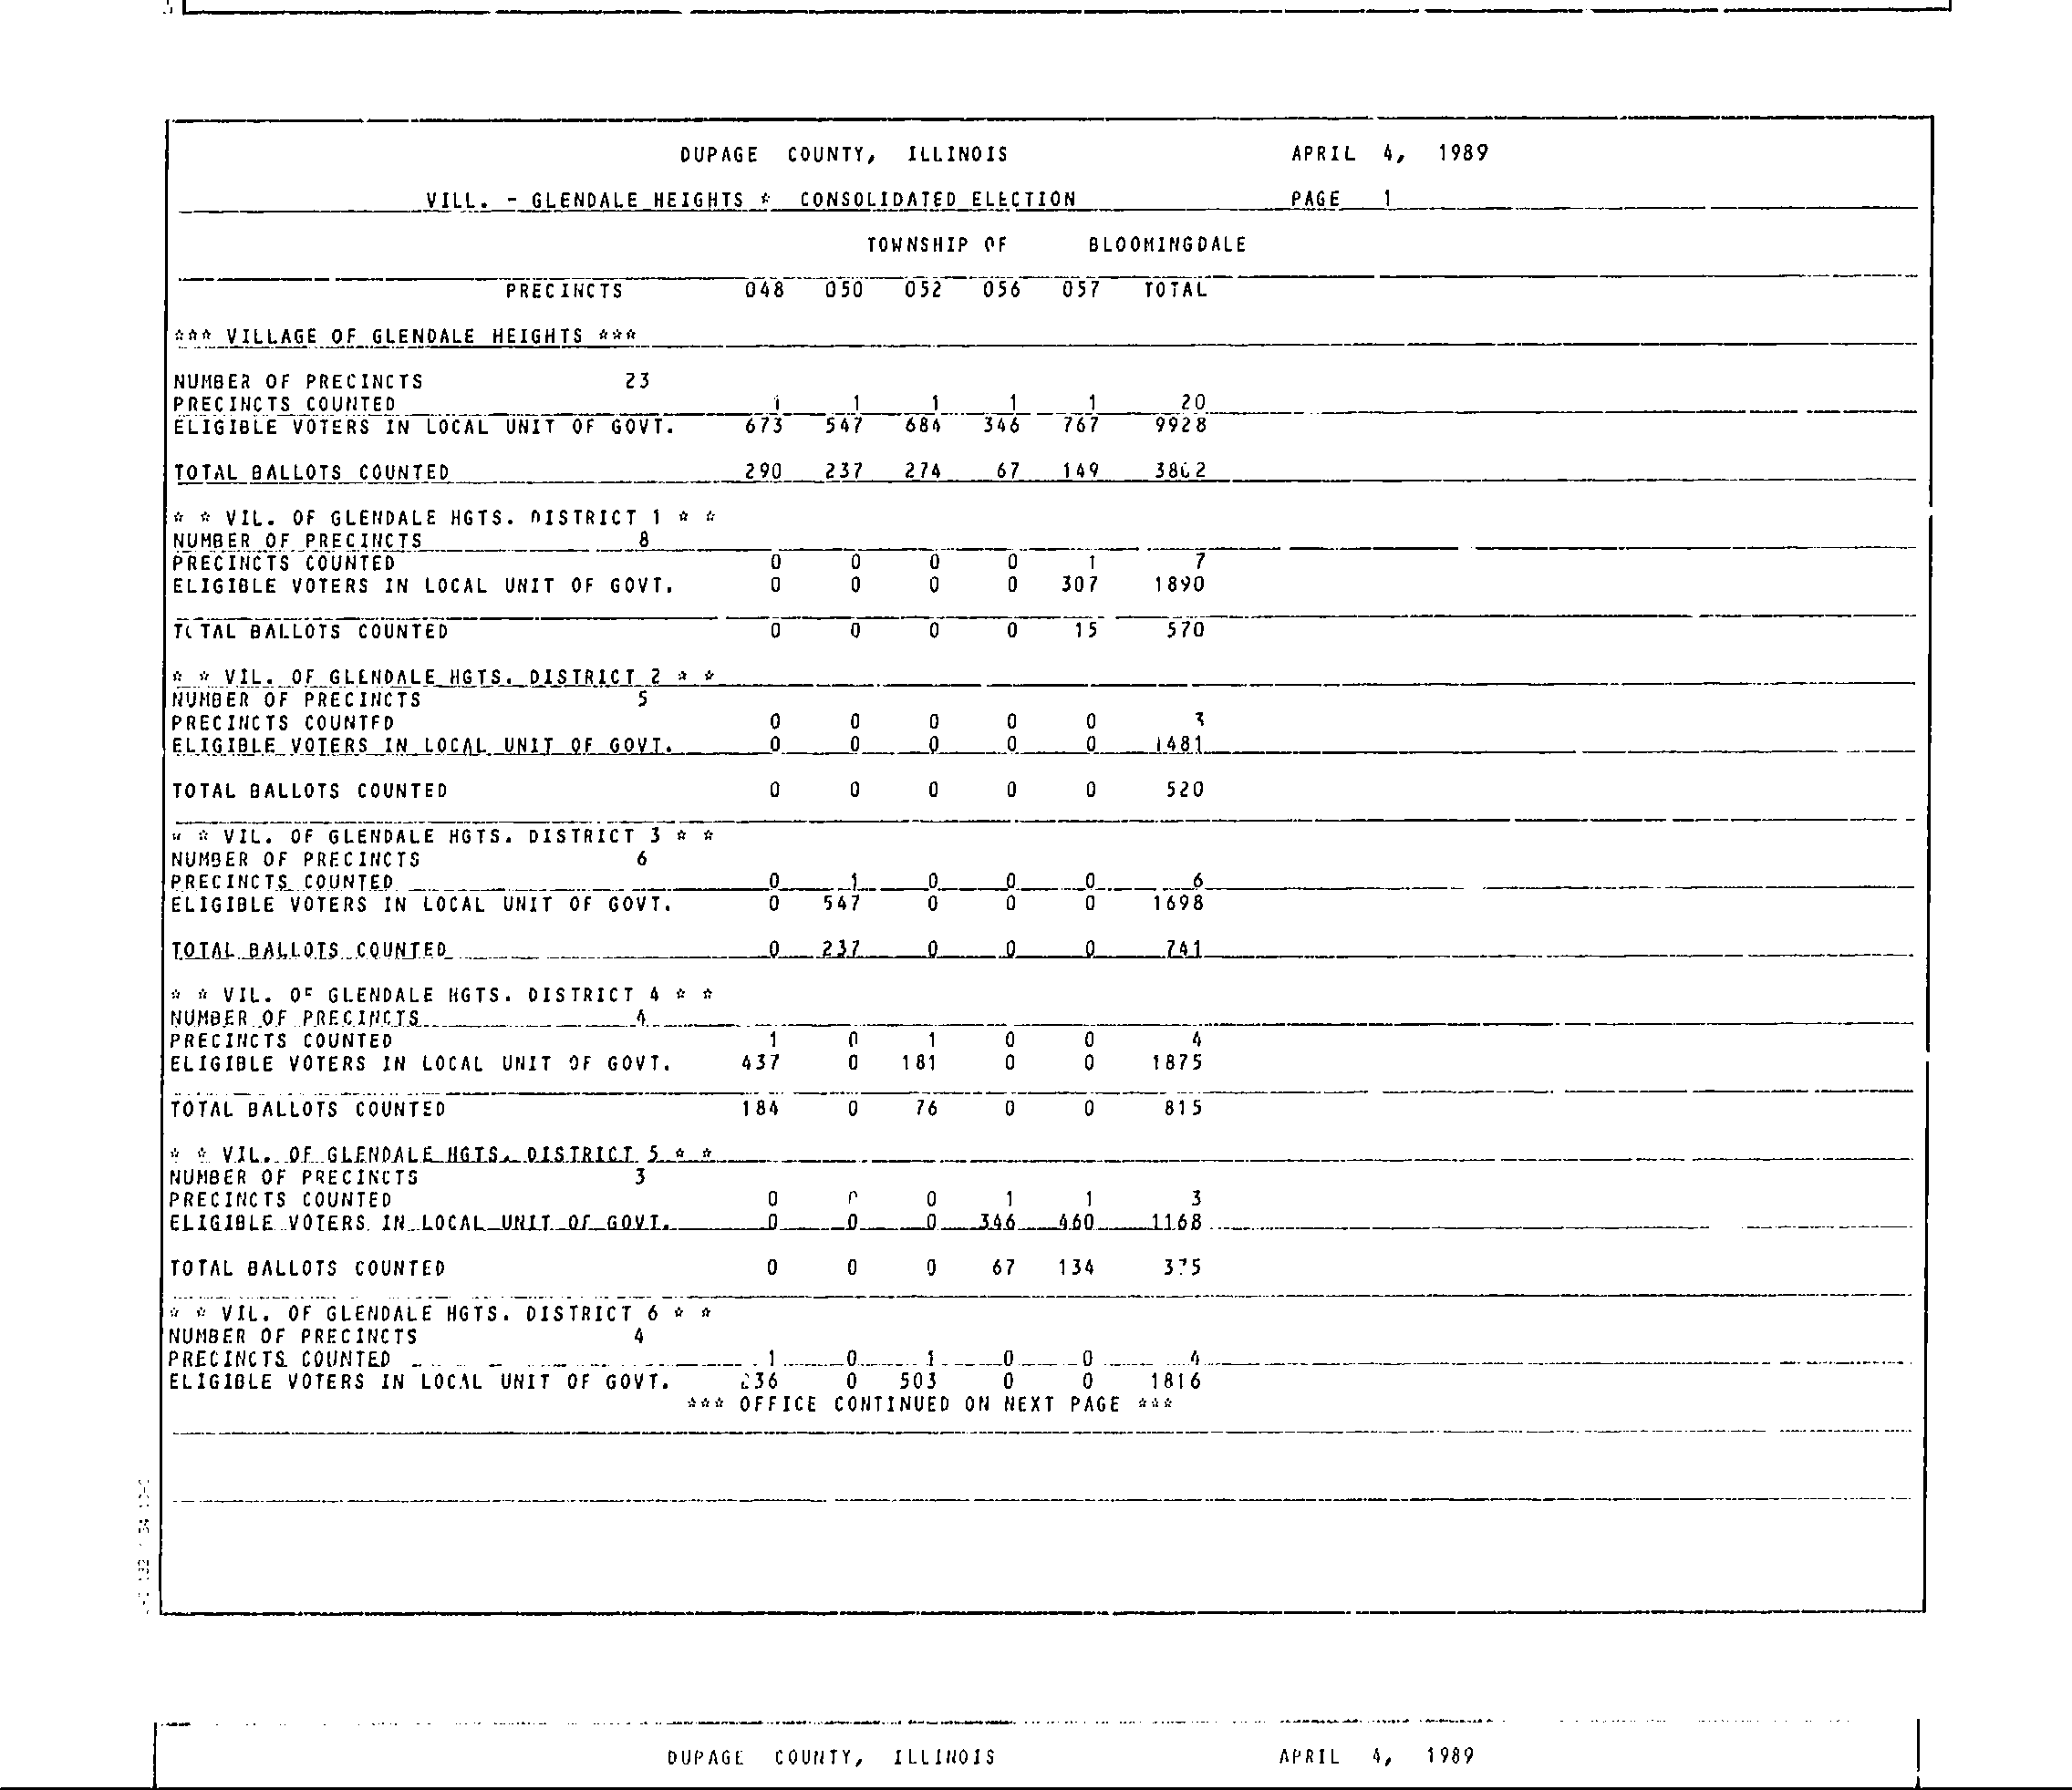 DUPAGE COUNTY, ILLINOIS APRIL 4, 1989
VILL. - GLENDALE HEIGHTS * CONSOLIDATED ELECTION PAGE 1
TOWNSHIP OF BLOOMINGDALE
PRECINCTS 048 050 052 056 057 TOTAL
*** VILLAGE OF GLENDALE HEIGHTS ***
NUMBER OF PRECINCTS 23
PRECINCTS COUNTED 1 1 1 1 1 20
ELIGIBLE VOTERS IN LOCAL UNIT OF GOVT. 673 547 684 346 767 9928
TOTAL BALLOTS COUNTED 290 237 274 67 149
* * VIL. OF GLENDALE HGTS. DISTRICT 1 * *
NUMBER OF PRECINCTS 8
PRECINCTS COUNTED 0 0 0 0 1 7
ELIGIBLE VOTERS IN LOCAL UNIT OF GOVT. 0 0 0 0 307 1890
TOTAL BALLOTS COUNTED 0 0 0 0 15 570
* * VIL. OF GLENDALE HGTS. DISTRICT 2 * *
NUMBER OF PRECINCTS 5
PRECINCTS COUNTED 0 0 0 0 0 3
ELIGIBLE VOTERS IN LOCAL UNIT OF GOVT. 0 0 0 0 0 1481
TOTAL BALLOTS COUNTED 0 0 0 0 0 520
* * VIL. OF GLENDALE HGTS. DISTRICT 3 * *
NUMBER OF PRECINCTS 6
PRECINCTS COUNTED 0 1 0 0 0 6
ELIGIBLE VOTERS IN LOCAL UNIT OF GOVT. 0 547 0 0 0 1698
TOTAL BALLOTS COUNTED 0 237 0 0 0 741
* * VIL. OF GLENDALE HGTS. DISTRICT 4 * *
NUMBER OF PRECINCTS 4
PRECINCTS COUNTED 1 0 1 0 0 4
ELIGIBLE VOTERS IN LOCAL UNIT OF GOVT. 437 0 181 0 0 1875
TOTAL BALLOTS COUNTED 184 0 76 0 0 815
* * VIL. OF GLENDALE HGTS. DISTRICT 5 * *
NUMBER OF PRECINCTS 3
PRECINCTS COUNTED 0 0 0 1 1 3
ELIGIBLE VOTERS IN LOCAL UNIT OF GOVT. 0 0 0 346 460 1168
TOTAL BALLOTS COUNTED 0 0 0 67 134
* * VIL. OF GLENDALE HGTS. DISTRICT 6 * *
NUMBER OF PRECINCTS 4
PRECINCTS COUNTED 1 0 1 0 0 4
ELIGIBLE VOTERS IN LOCAL UNIT OF GOVT. 236 0 503 0 0 1816
*** OFFICE CONTINUED ON NEXT PAGE ***
DUPAGE COUNTY, ILLINOIS APRIL 4, 1989